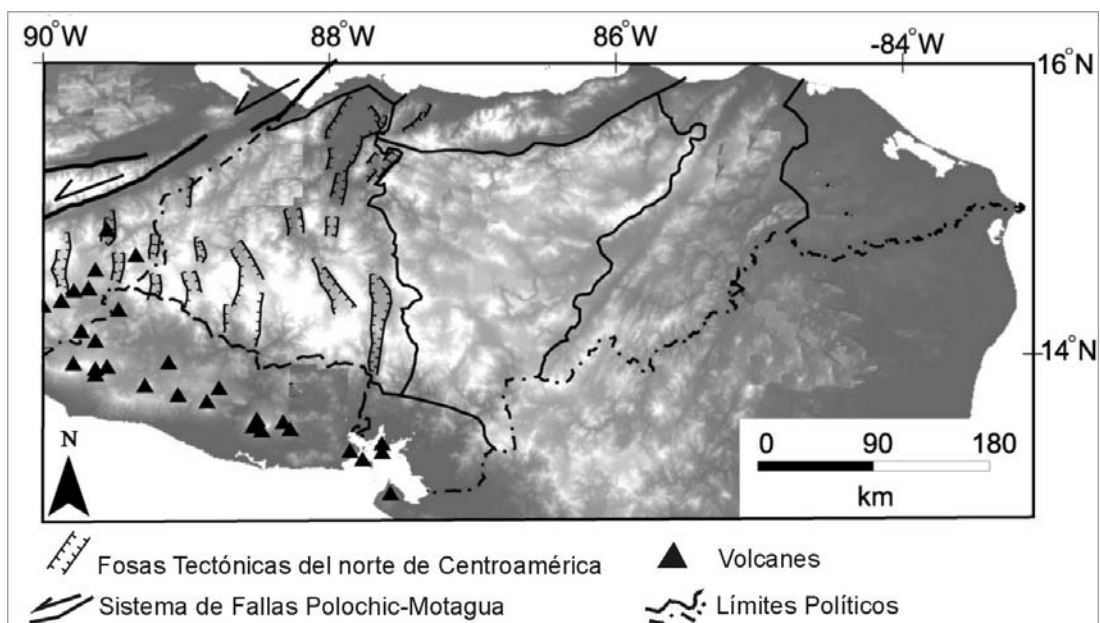 90°W 88°W 86°W -84°W
16°N
14°N
N
0 90 180
km
Fosas Tectónicas del norte de Centroamérica
Volcanes
Sistema de Fallas Polochic-Motagua
Límites Políticos